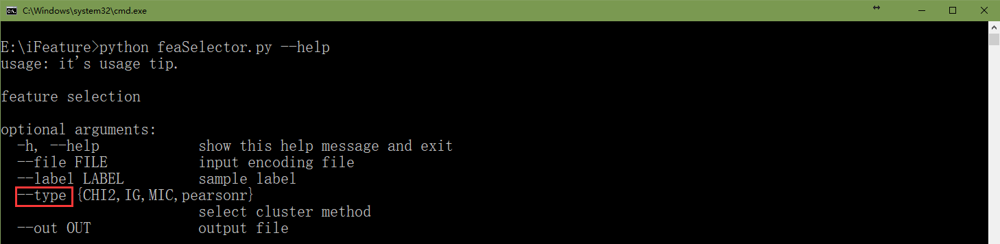 C:\Windows\system32\cmd.exe
E:\iFeature>python feaSelector.py --help
usage: it's usage tip.
feature selection
optional arguments:
-h, --help show this help message and exit
--file FILE input encoding file
--label LABEL sample label
--type {CHI2,IG,MIC,pearsonr}
select cluster method
--out OUT output file